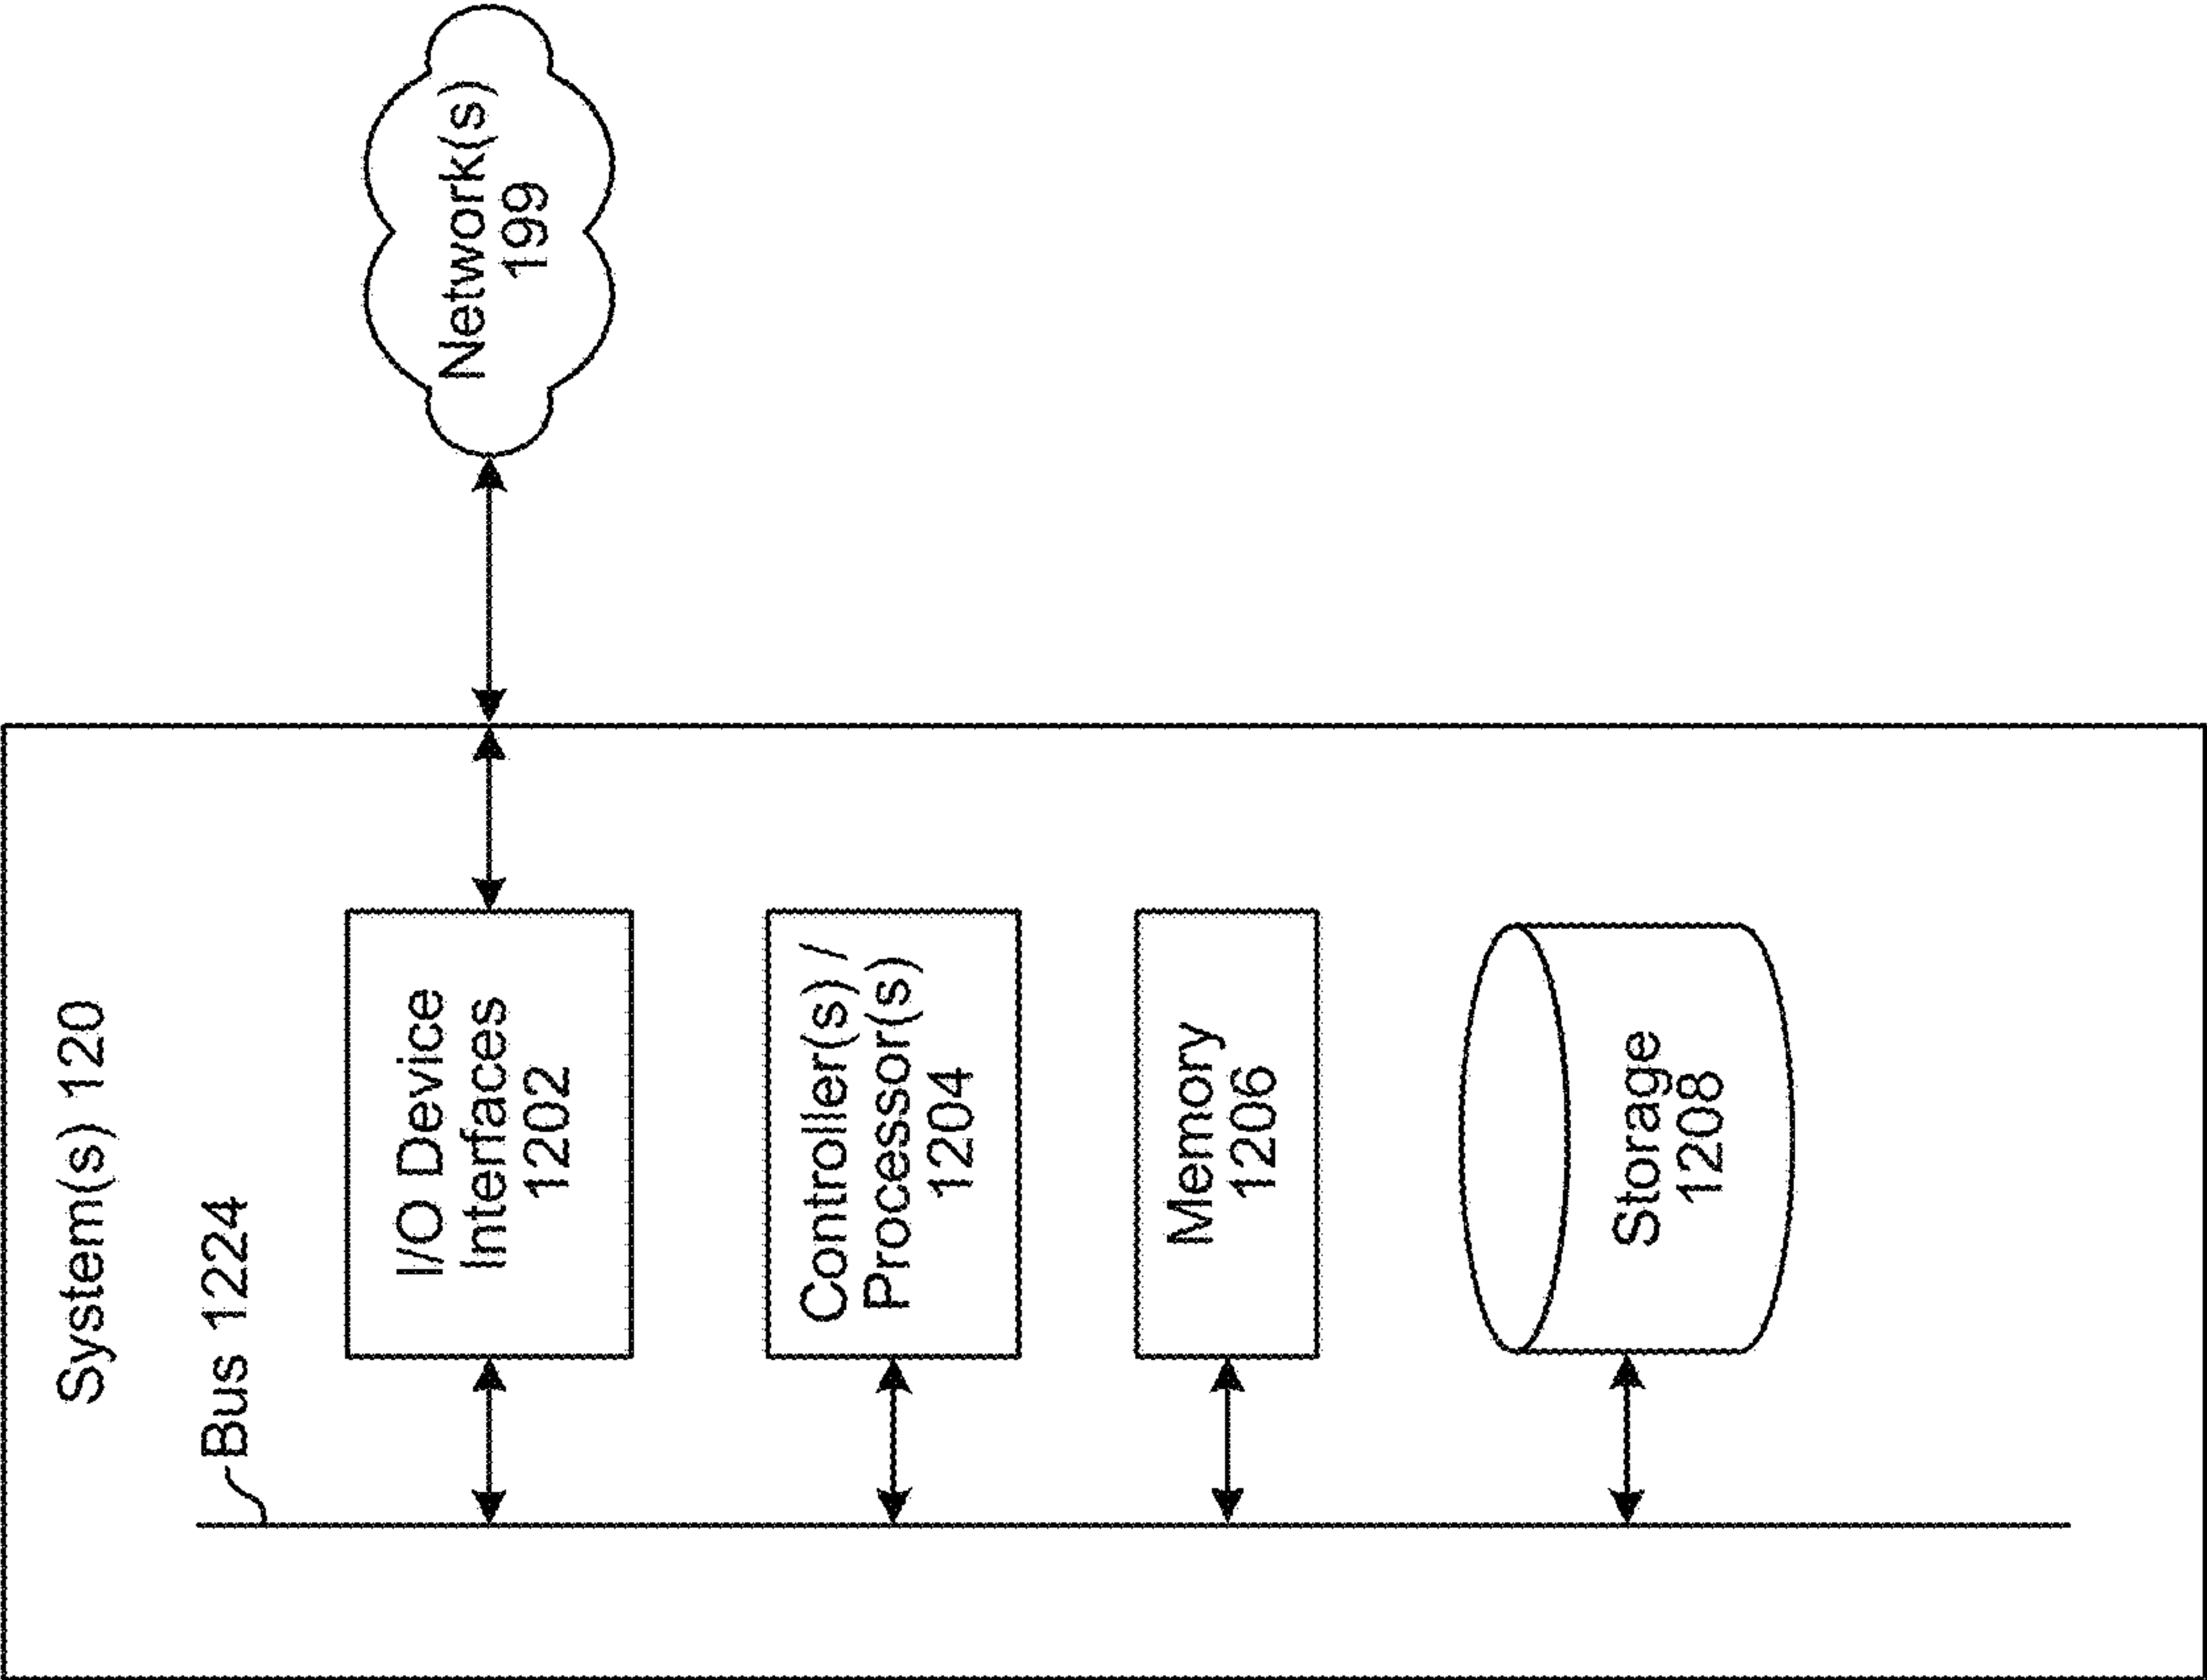 System(s) 120
Bus 1224
I/O Device
Interfaces
1202
Network(s)
199
Controller(s) /
Processor(s)
1204
Memory
1206
Storage
1208